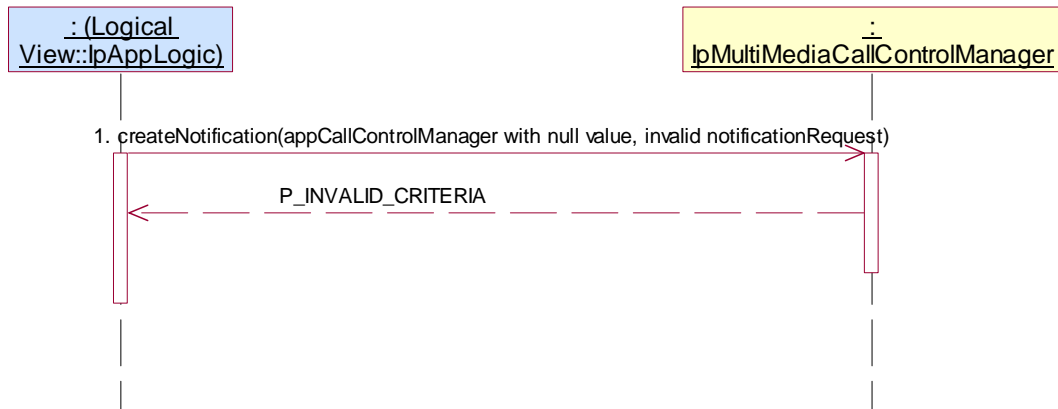 : (Logical
View::IpAppLogic)
:
IpMultiMediaCallControlManager
1. createNotification(appCallControlManager with null value, invalid notificationRequest)
P_INVALID_CRITERIA